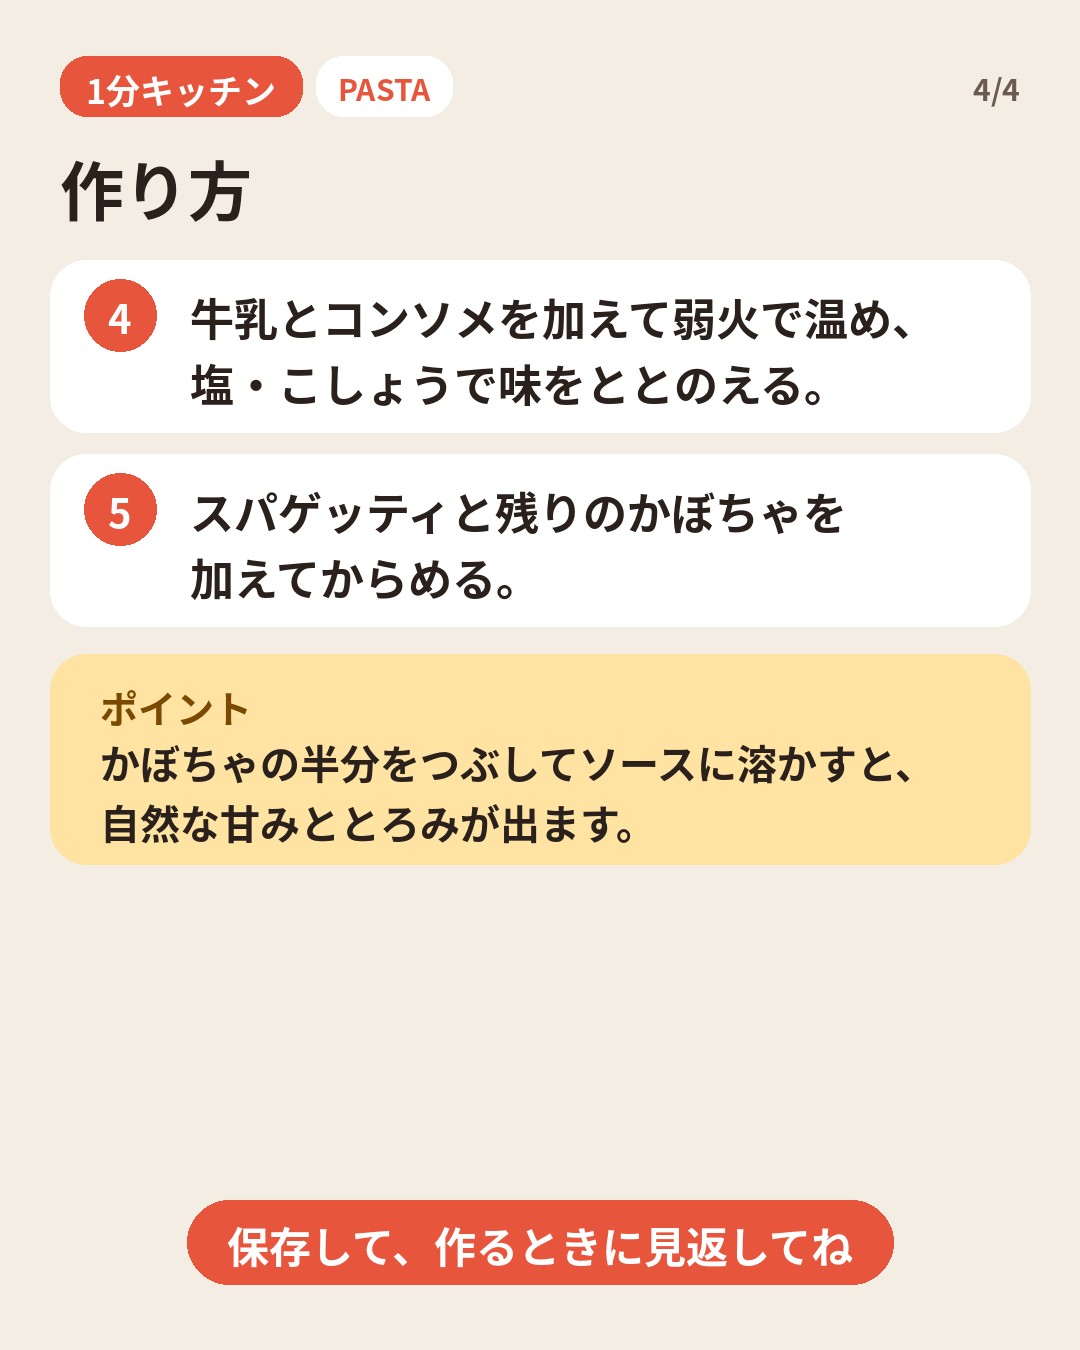 1分キッチン PASTA 4/4
作り方
4 牛乳とコンソメを加えて弱火で温め、
塩・こしょうで味をととのえる。
5 スパゲッティと残りのかぼちゃを
加えてからめる。
ポイント
かぼちゃの半分をつぶしてソースに溶かすと、
自然な甘みととろみが出ます。
保存して、作るときに見返してね